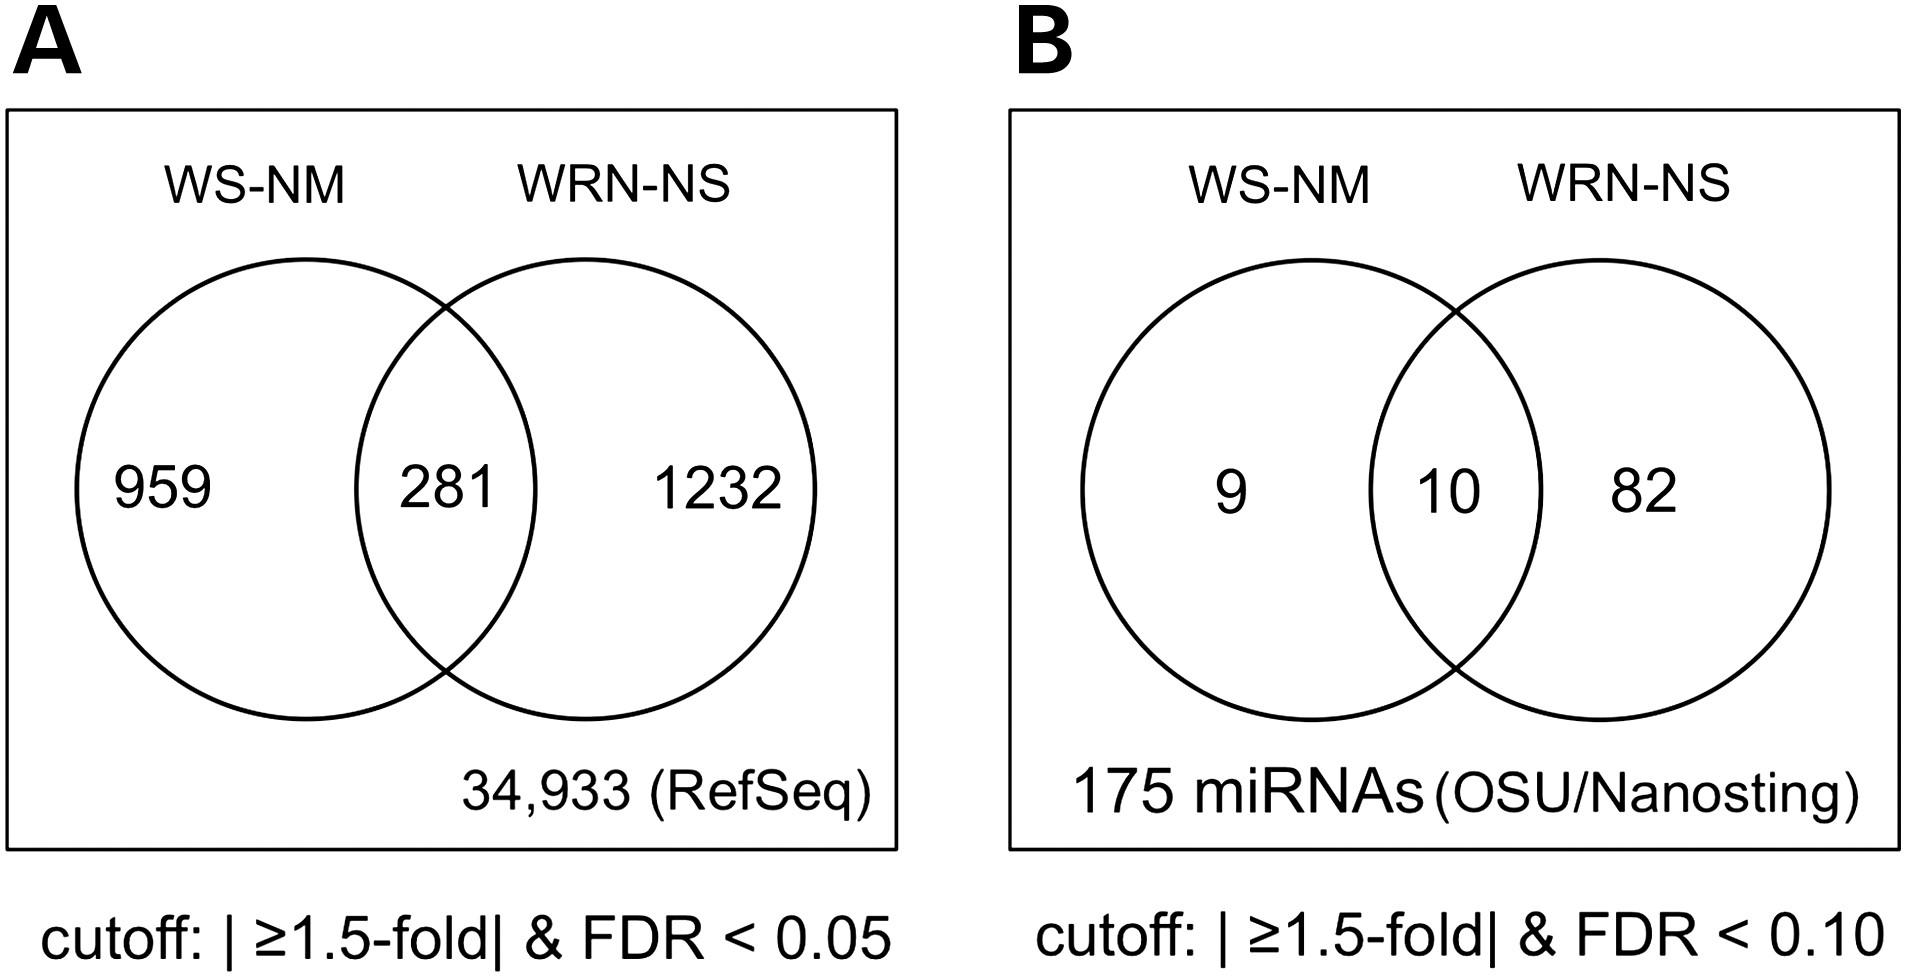 A
WS-NM WRN-NS
959 281 1232
34,933 (RefSeq)
cutoff: | ≥1.5-fold| & FDR < 0.05
B
WS-NM WRN-NS
9 10 82
175 miRNAs (OSU/Nanosting)
cutoff: | ≥1.5-fold| & FDR < 0.10